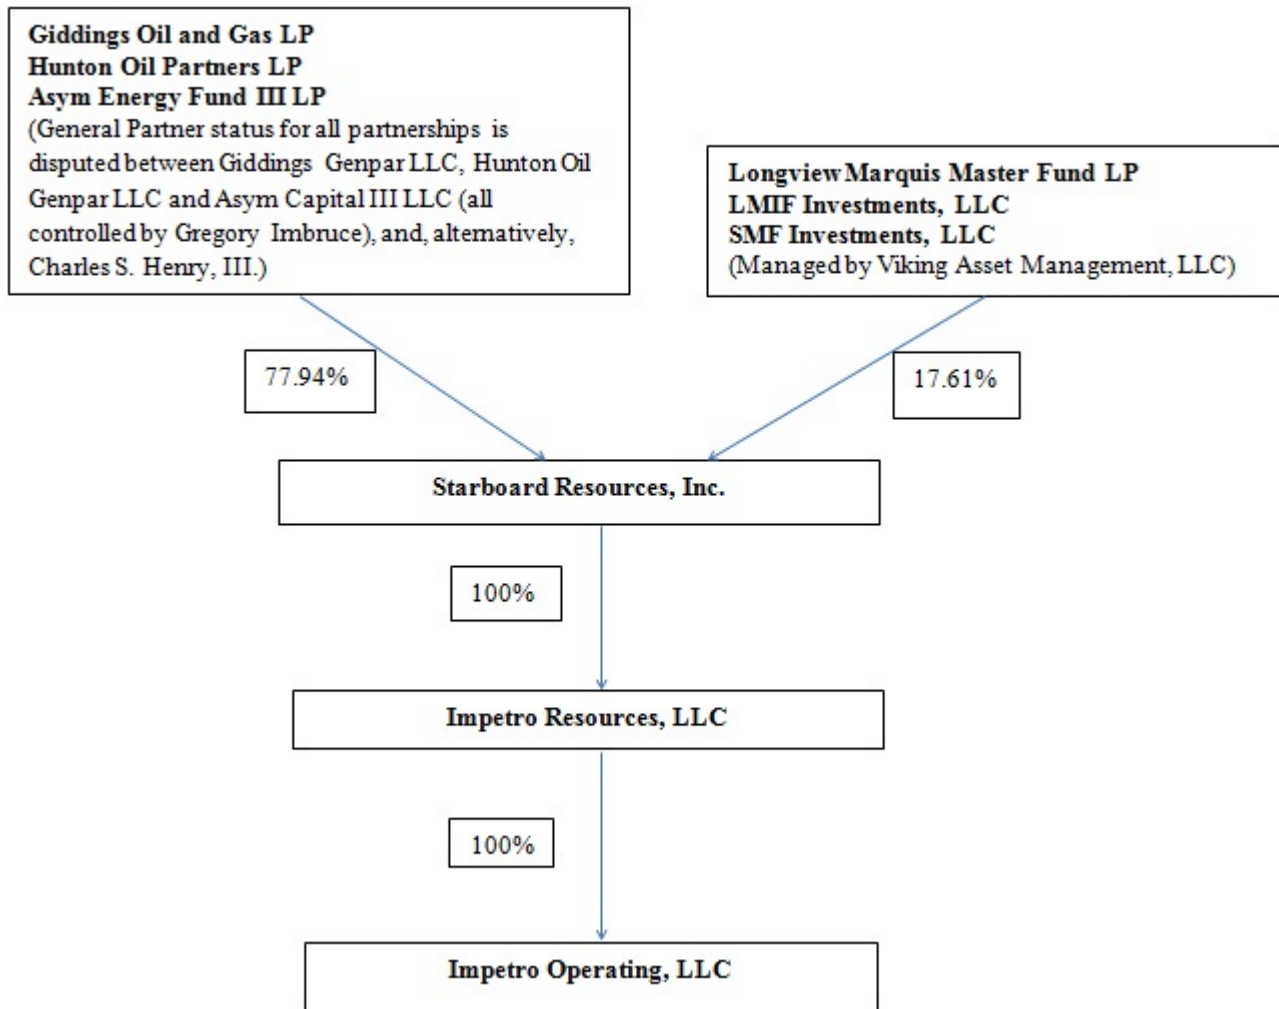 Giddings Oil and Gas LP
Hunton Oil Partners LP
Asym Energy Fund III LP
(General Partner status for all partnerships is
disputed between Giddings Genpar LLC, Hunton Oil
Genpar LLC and Asym Capital III LLC (all
controlled by Gregory Imbruce), and, alternatively,
Charles S. Henry, III.)
Longview Marquis Master Fund LP
LMIF Investments, LLC
SMF Investments, LLC
(Managed by Viking Asset Management, LLC)
77.94%
17.61%
Starboard Resources, Inc.
100%
Impetro Resources, LLC
100%
Impetro Operating, LLC